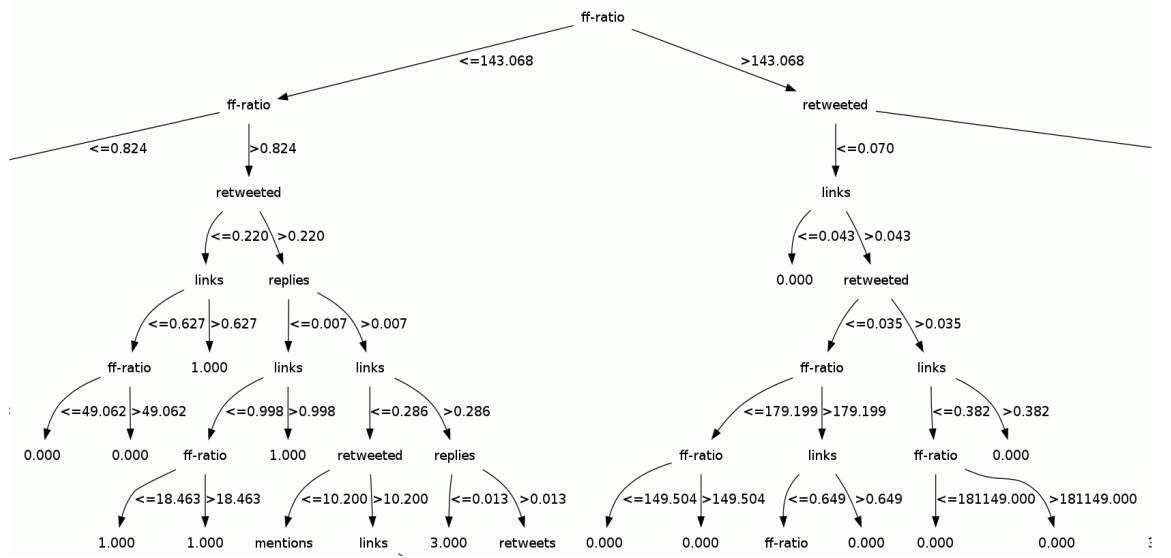 ff-ratio
<=143.068 >143.068
ff-ratio retweeted
<=0.824 >0.824 <=0.070
retweeted links
<=0.220 >0.220 <=0.043 >0.043
links replies 0.000 retweeted
<=0.627 >0.627 <=0.007 >0.007 <=0.035 >0.035
ff-ratio 1.000 links links ff-ratio links
<=49.062 >49.062 <=0.998 >0.998 <=0.286 >0.286 <=179.199 >179.199 <=0.382 >0.382
0.000 0.000 ff-ratio 1.000 retweeted replies ff-ratio links ff-ratio 0.000
<=18.463 >18.463 <=10.200 >10.200 <=0.013 >0.013 <=149.504 >149.504 <=0.649 >0.649 <=181149.000 >181149.000
1.000 1.000 mentions links 3.000 retweets 0.000 0.000 ff-ratio 0.000 0.000 0.000